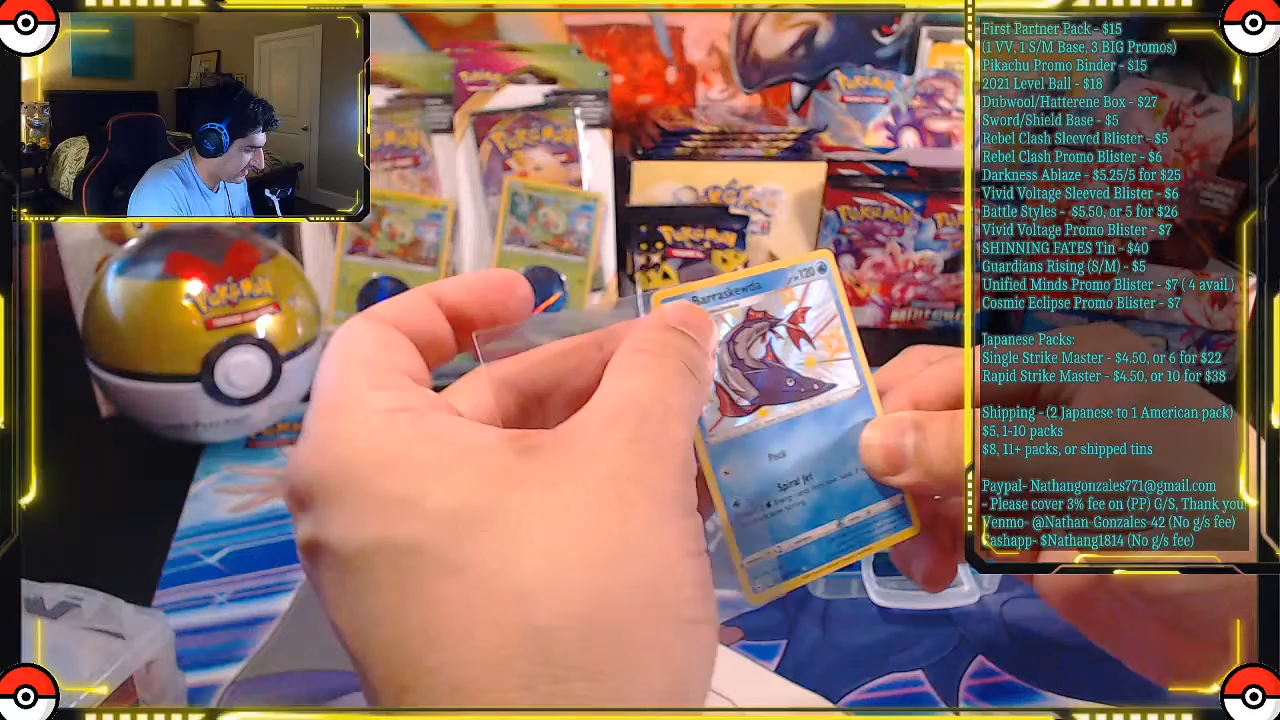 First Partner Pack - $15
(1 VV, 1 S/M Base, 3 BIG Promos)
Pikachu Promo Binder - $15
2021 Level Ball - $18
Dubwool/Hatterene Box - $27
Sword/Shield Base - $5
Rebel Clash Sleeved Blister - $5
Rebel Clash Promo Blister - $6
Darkness Ablaze - $5.25/5 for $25
Vivid Voltage Sleeved Blister - $6
Battle Styles - $5.50, or 5 for $26
Vivid Voltage Promo Blister - $7
SHINNING FATES Tin - $40
Guardians Rising (S/M) - $5
Unified Minds Promo Blister - $7 ( 4 avail.)
Cosmic Eclipse Promo Blister - $7
Japanese Packs:
Single Strike Master - $4.50, or 6 for $22
Rapid Strike Master - $4.50, or 10 for $38
Shipping - (2 Japanese to 1 American pack)
$5, 1-10 packs
$8, 11+ packs, or shipped tins
Paypal- Nathangonzales771@gmail.com
- Please cover 3% fee on (PP) G/S, Thank you
Venmo- @Nathan-Gonzales-42 (No g/s fee)
Cashapp- $Nathang1814 (No g/s fee)
Pokémon
Pokémon
Pokémon
Pokémon
Pokémon
Barraskewda
120
Peck
Spiral Jet